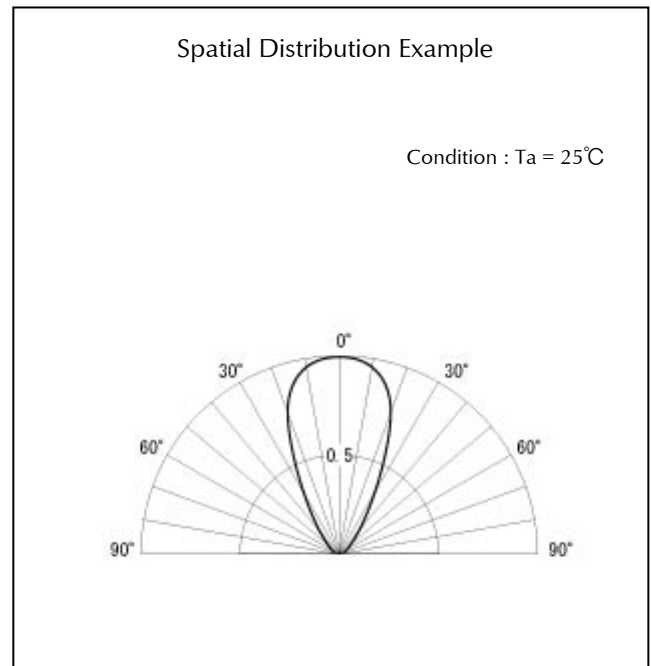 Spatial Distribution Example
Condition : Ta = 25℃
0°
30° 30°
60° 60°
0.5
90° 90°